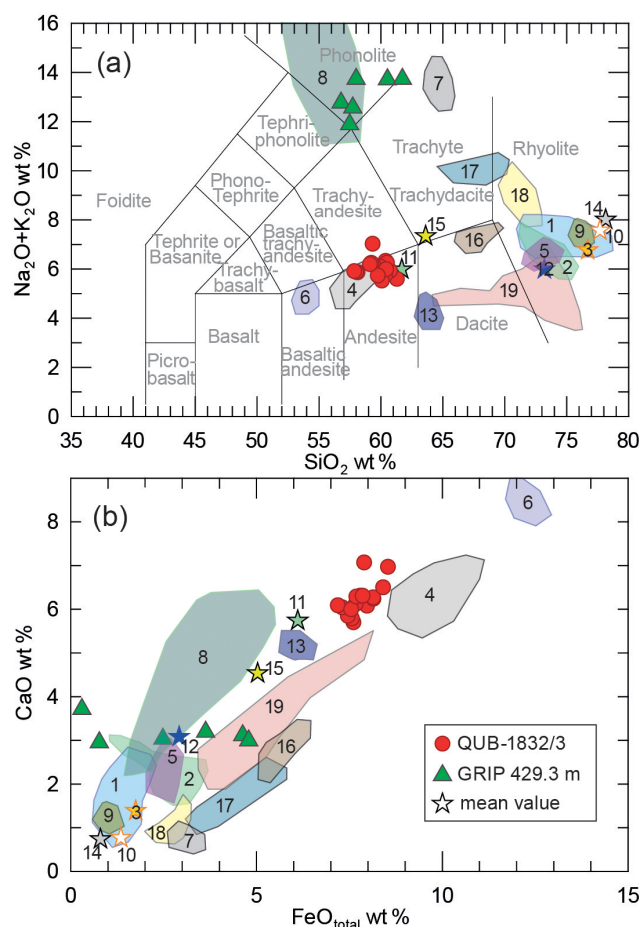 (a)
Na2O+K2O wt %
16
14
12
10
8
6
4
2
0
Phonolite
8
7
Tephri-
phonolite
Trachyte
Rhyolite
17
Foidite
Phono-
Tephrite
Trachy-
andesite
Trachydacite
18
14
15
1
9
10
Tephrite or
Basanite
Basaltic
trachy-
andesite
16
5
3
11
12
2
Trachy-
basalt
6
4
19
13
Basalt
Andesite
Dacite
Basaltic
andesite
Picro-
basalt
35 40 45 50 55 60 65 70 75 80
SiO2 wt %
(b)
CaO wt %
8
6
4
2
0
6
11
4
13
8
15
19
12
5
16
1
2
3
17
9
18
7
14
10
QUB-1832/3
GRIP 429.3 m
mean value
0 5 10 15
FeOtotal wt %